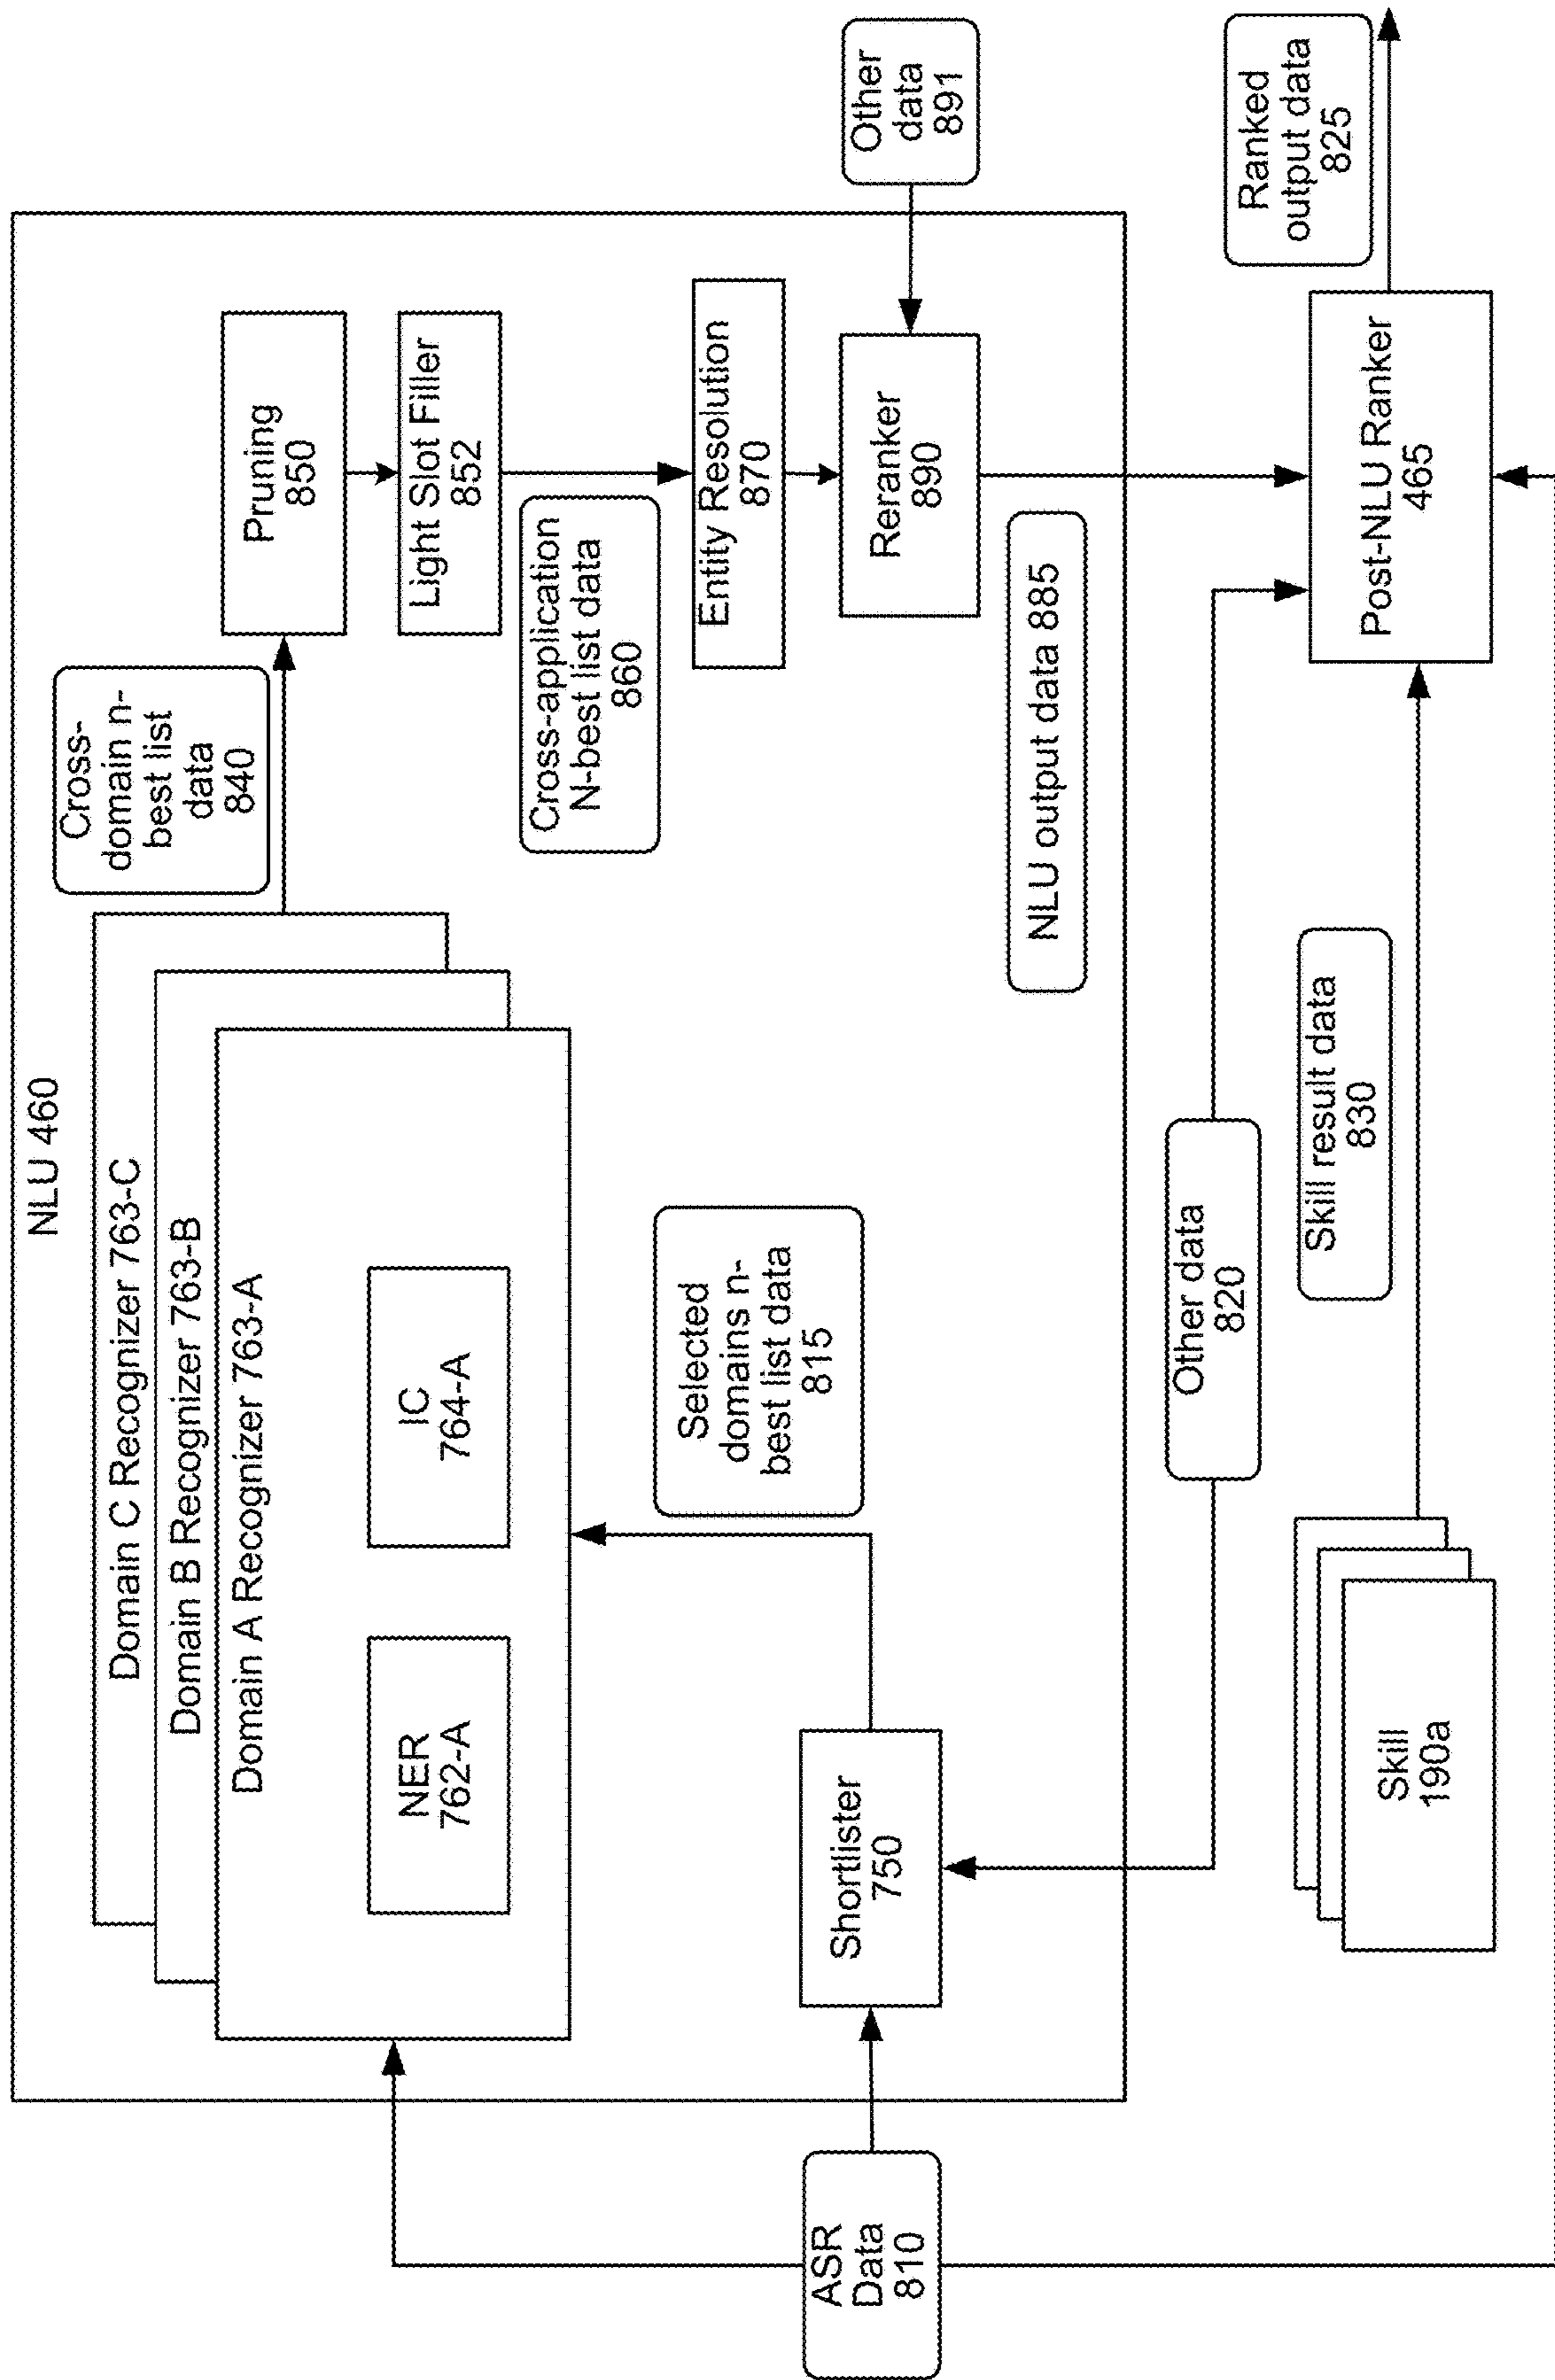 NLU 460
Domain C Recognizer 763-C
Domain B Recognizer 763-B
Domain A Recognizer 763-A
NER
762-A
IC
764-A
Cross-
domain n-
best list
data
840
Pruning
850
Light Slot Filler
852
Cross-application
N-best list data
860
Entity Resolution
870
Reranker
890
Other
data
891
Selected
domains n-
best list data
815
Shortlister
750
ASR
Data
810
NLU output data 885
Other data
820
Skill result data
830
Skill
190a
Post-NLU Ranker
465
Ranked
output data
825